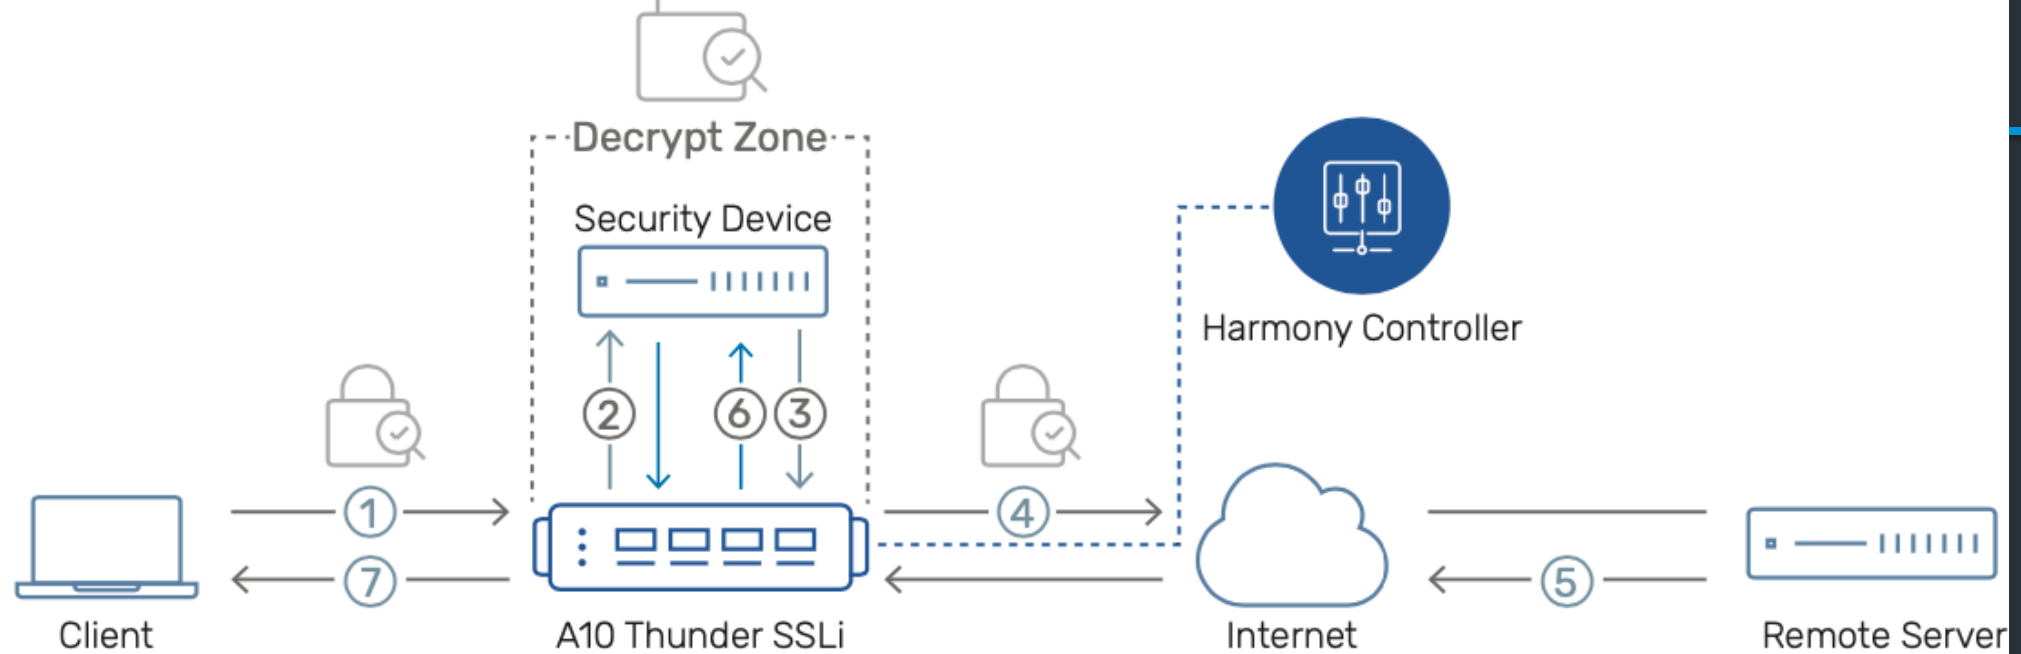 Decrypt Zone
Security Device
Harmony Controller
2
6
3
1
4
7
5
Client
A10 Thunder SSLi
Internet
Remote Server